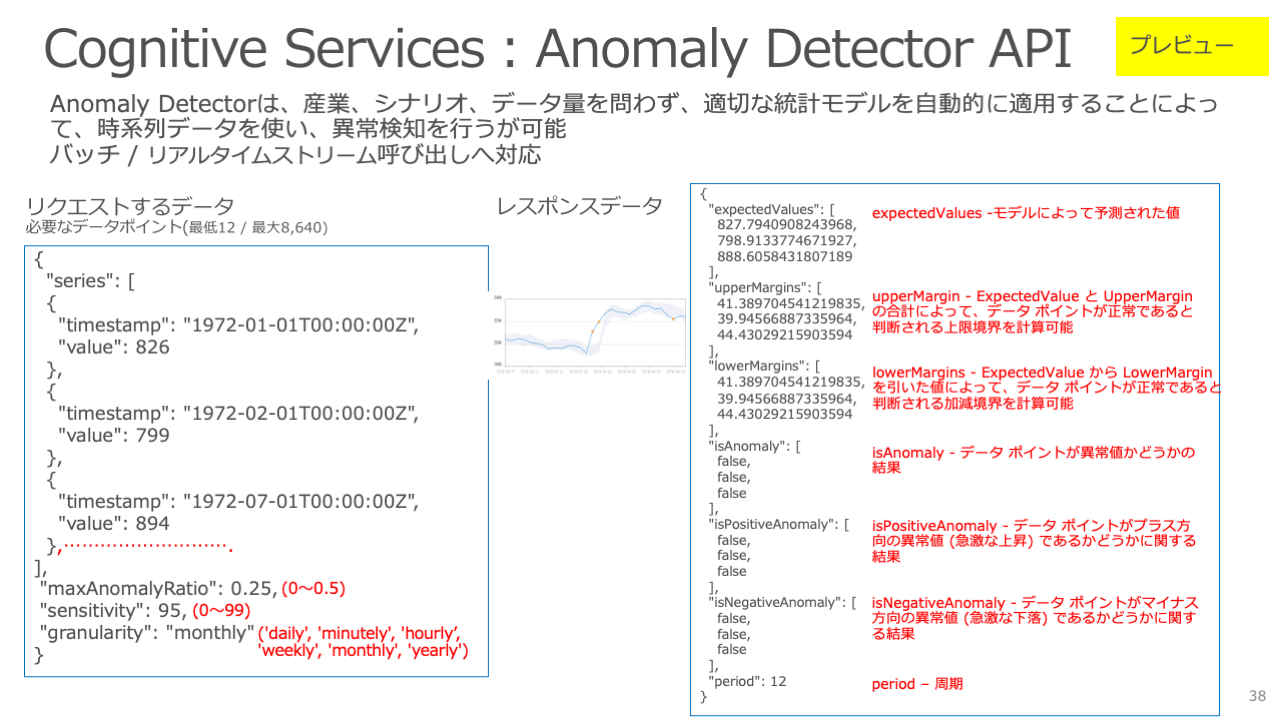 Cognitive Services : Anomaly Detector API
プレビュー
Anomaly Detectorは、産業、シナリオ、データ量を問わず、適切な統計モデルを自動的に適用することによっ
て、時系列データを使い、異常検知を行うが可能
バッチ / リアルタイムストリーム呼び出しへ対応
リクエストするデータ
必要なデータポイント(最低12 / 最大8,640)
{
"series": [
{
"timestamp": "1972-01-01T00:00:00Z",
"value": 826
},
{
"timestamp": "1972-02-01T00:00:00Z",
"value": 799
},
{
"timestamp": "1972-07-01T00:00:00Z",
"value": 894
},……………………….
],
"maxAnomalyRatio": 0.25, (0～0.5)
"sensitivity": 95, (0～99)
"granularity": "monthly" ('daily', 'minutely', 'hourly’,
'weekly', 'monthly', 'yearly')
}
レスポンスデータ
{
"expectedValues": [
827.7940908243968,
798.9133774671927,
888.6058431807189
],
"upperMargins": [
41.389704541219835,
39.94566887335964,
44.43029215903594
],
"lowerMargins": [
41.389704541219835,
39.94566887335964,
44.43029215903594
],
"isAnomaly": [
false,
false,
false
],
"isPositiveAnomaly": [
false,
false,
false
],
"isNegativeAnomaly": [
false,
false,
false
],
"period": 12
}
expectedValues -モデルによって予測された値
upperMargin - ExpectedValue と UpperMargin
の合計によって、データ ポイントが正常であると
判断される上限境界を計算可能
lowerMargins - ExpectedValue から LowerMargin
を引いた値によって、データ ポイントが正常であると
判断される加減境界を計算可能
isAnomaly - データ ポイントが異常値かどうかの
結果
isPositiveAnomaly - データ ポイントがプラス方
向の異常値 (急激な上昇) であるかどうかに関する
結果
isNegativeAnomaly - データ ポイントがマイナス
方向の異常値 (急激な下落) であるかどうかに関す
る結果
period – 周期
38